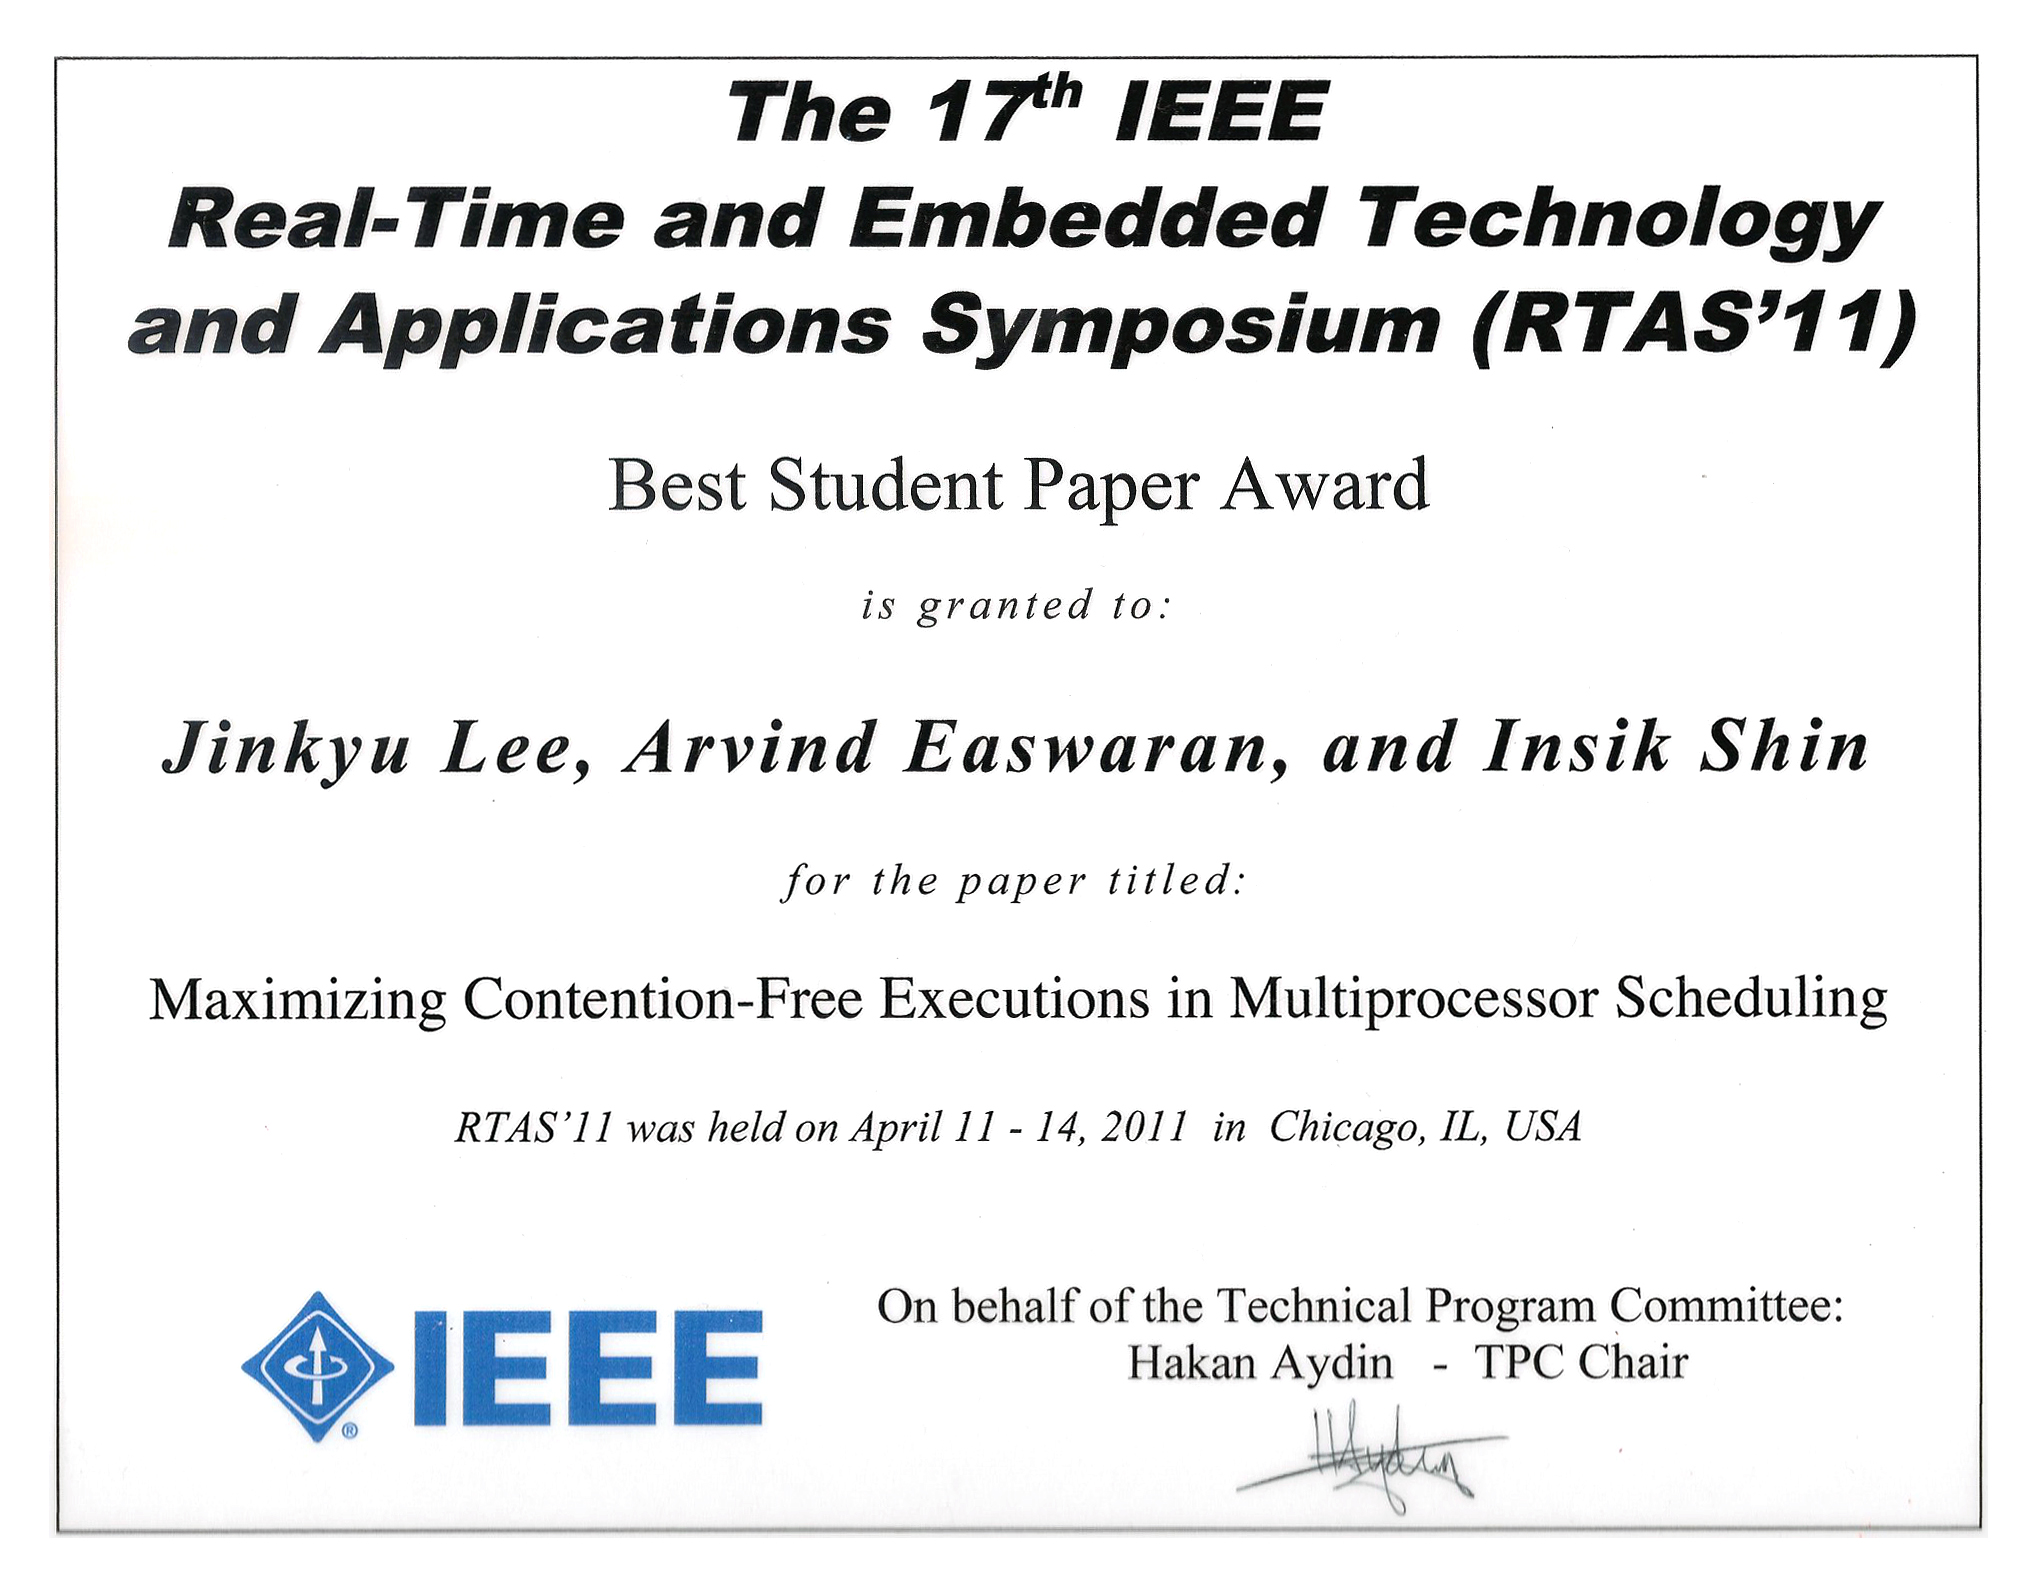 The 17th IEEE
Real-Time and Embedded Technology
and Applications Symposium (RTAS’11)
Best Student Paper Award
is granted to:
Jinkyu Lee, Arvind Easwaran, and Insik Shin
for the paper titled:
Maximizing Contention-Free Executions in Multiprocessor Scheduling
RTAS’11 was held on April 11 - 14, 2011 in Chicago, IL, USA
On behalf of the Technical Program Committee:
Hakan Aydin - TPC Chair
IEEE
®
HAydin